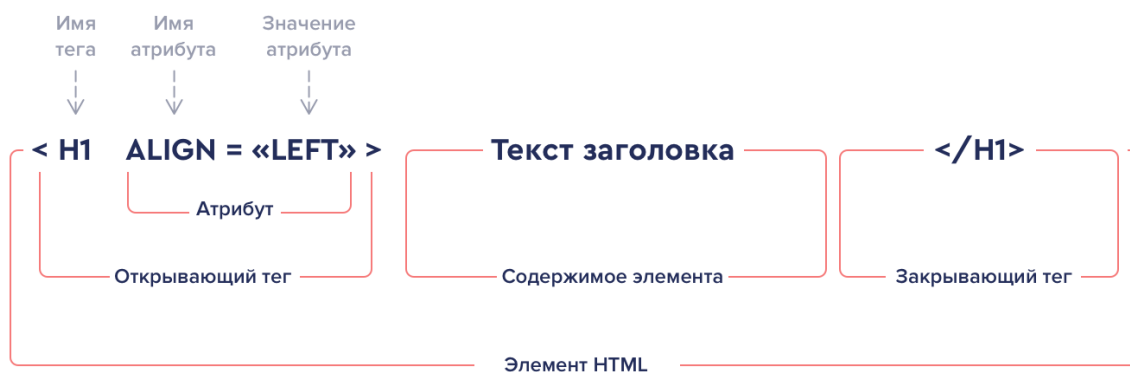 Имя
тега
Имя
атрибута
Значение
атрибута
< H1 ALIGN = «LEFT» > Текст заголовка </H1>
Атрибут
Открывающий тег Содержимое элемента Закрывающий тег
Элемент HTML